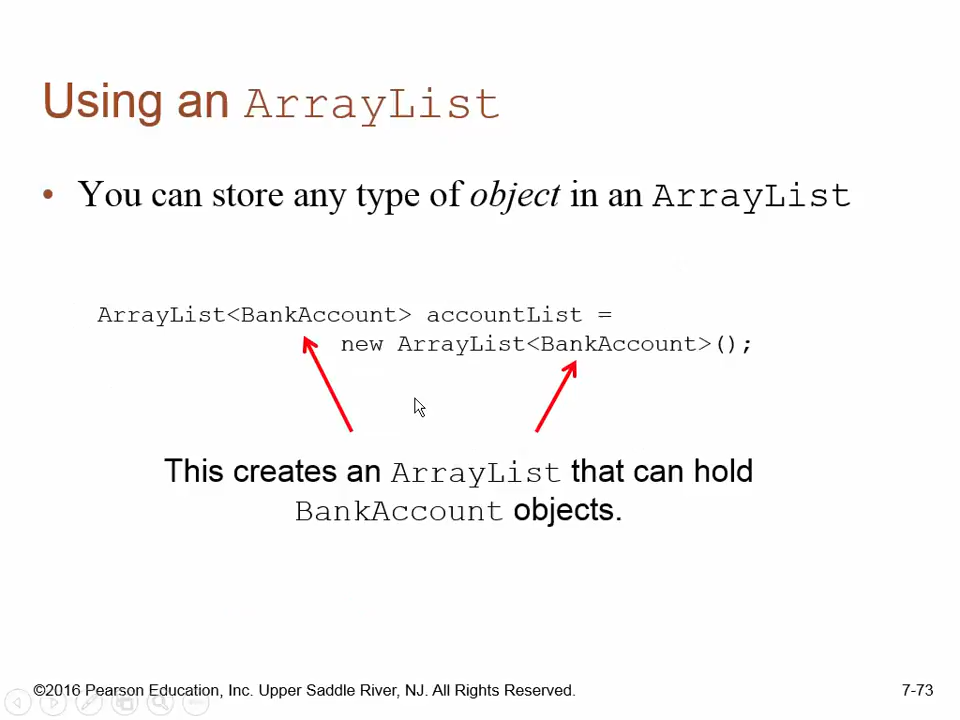 Using an ArrayList
• You can store any type of object in an ArrayList
ArrayList<BankAccount> accountList =
new ArrayList<BankAccount>();
This creates an ArrayList that can hold
BankAccount objects.
©2016 Pearson Education, Inc. Upper Saddle River, NJ. All Rights Reserved.
7-73